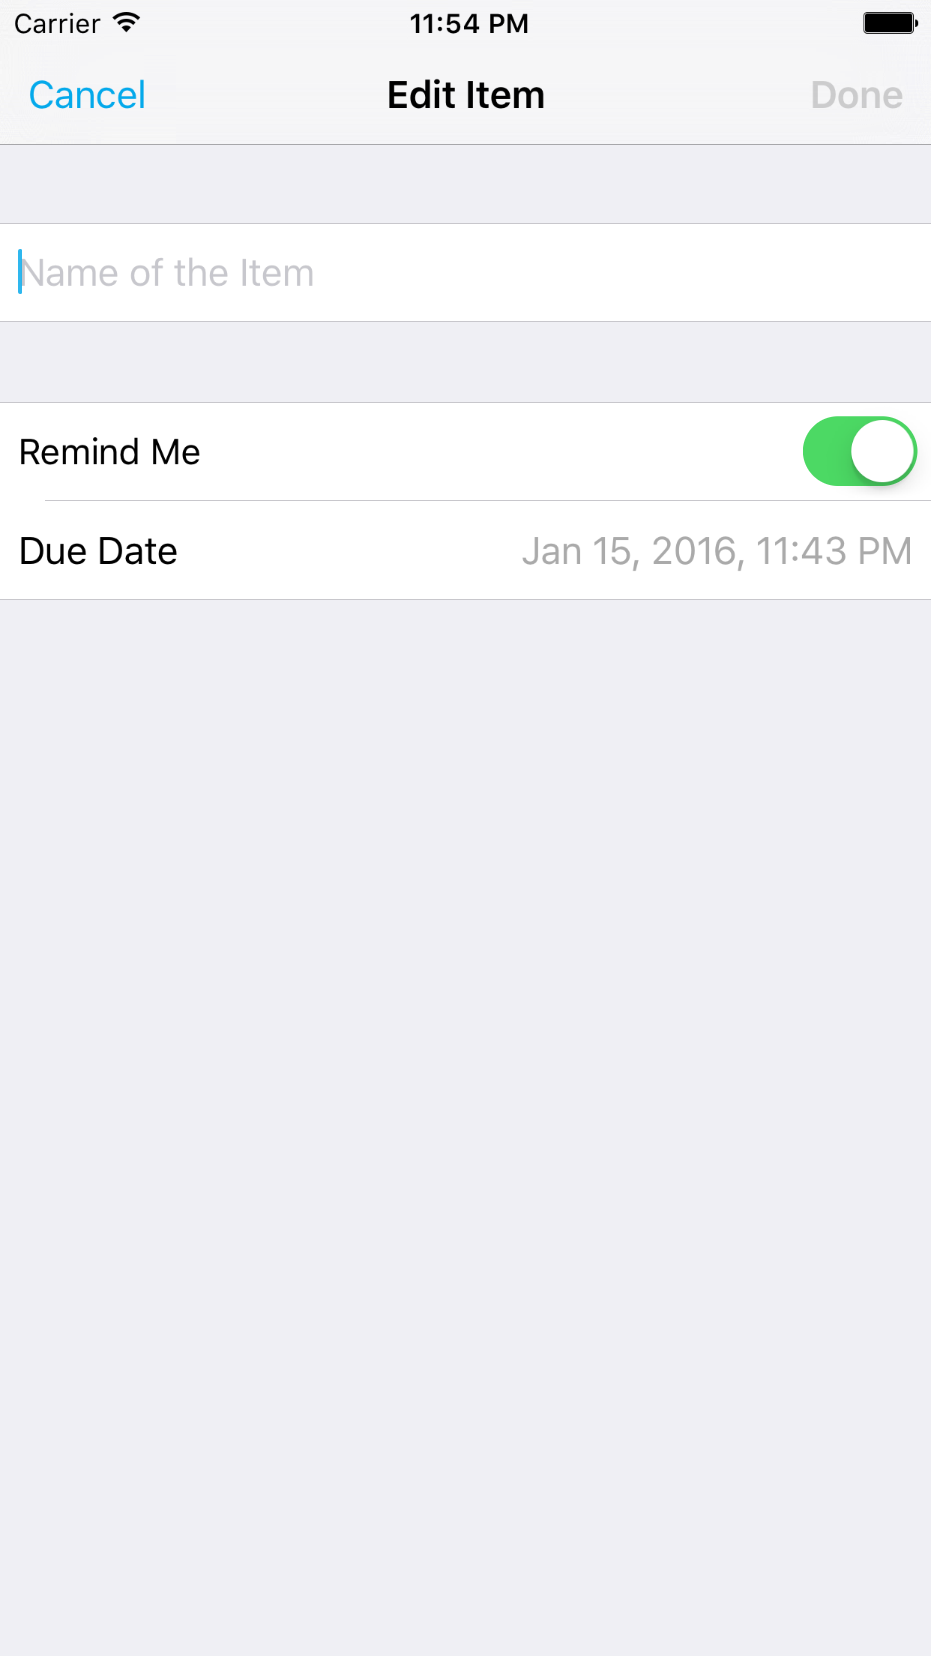 Carrier 11:54 PM
Cancel Edit Item Done
Name of the Item
Remind Me
Due Date Jan 15, 2016, 11:43 PM